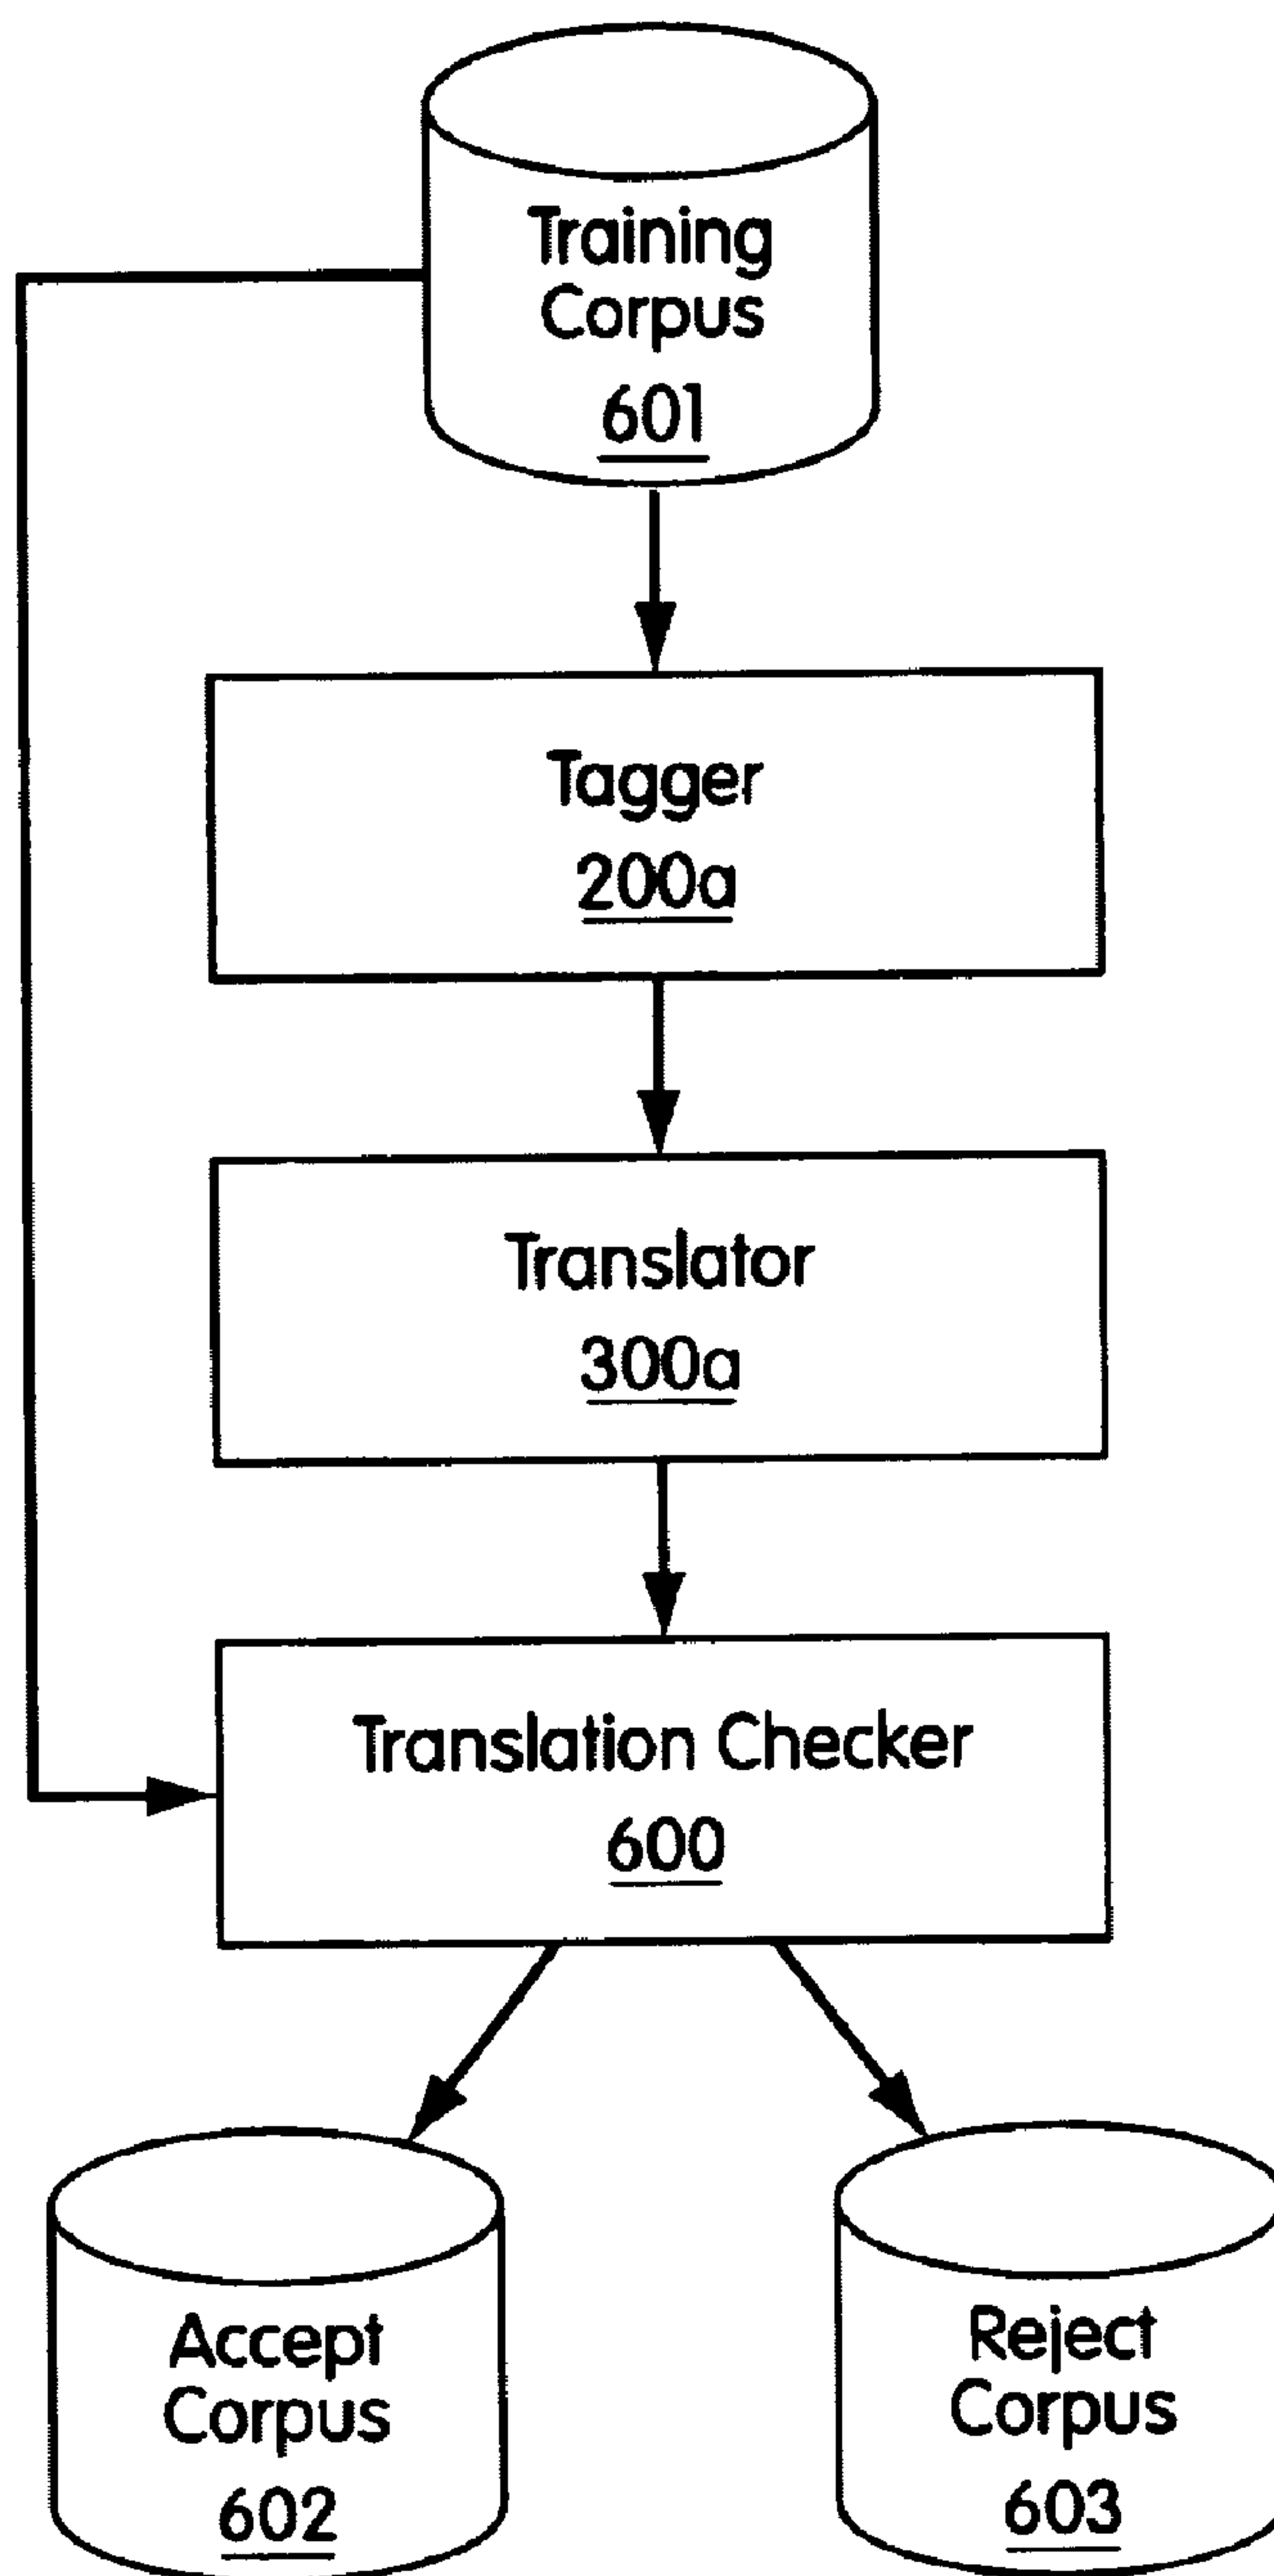 Training
Corpus
601
Tagger
200a
Translator
300a
Translation Checker
600
Accept
Corpus
602
Reject
Corpus
603